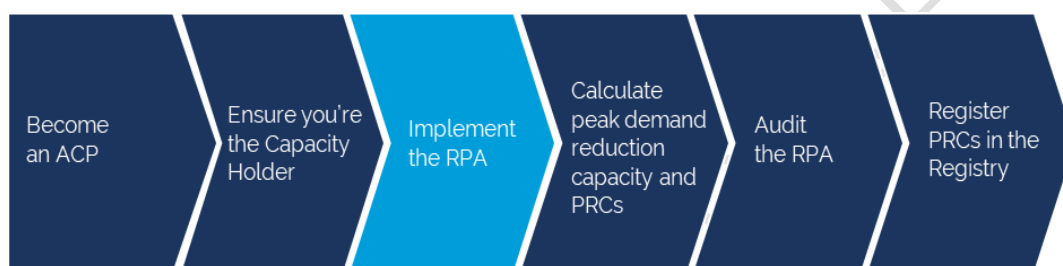 Become
an ACP
Ensure you're
the Capacity
Holder
Implement
the RPA
Calculate
peak demand
reduction
capacity and
PRCs
Audit
the RPA
Register
PRCs in the
Registry